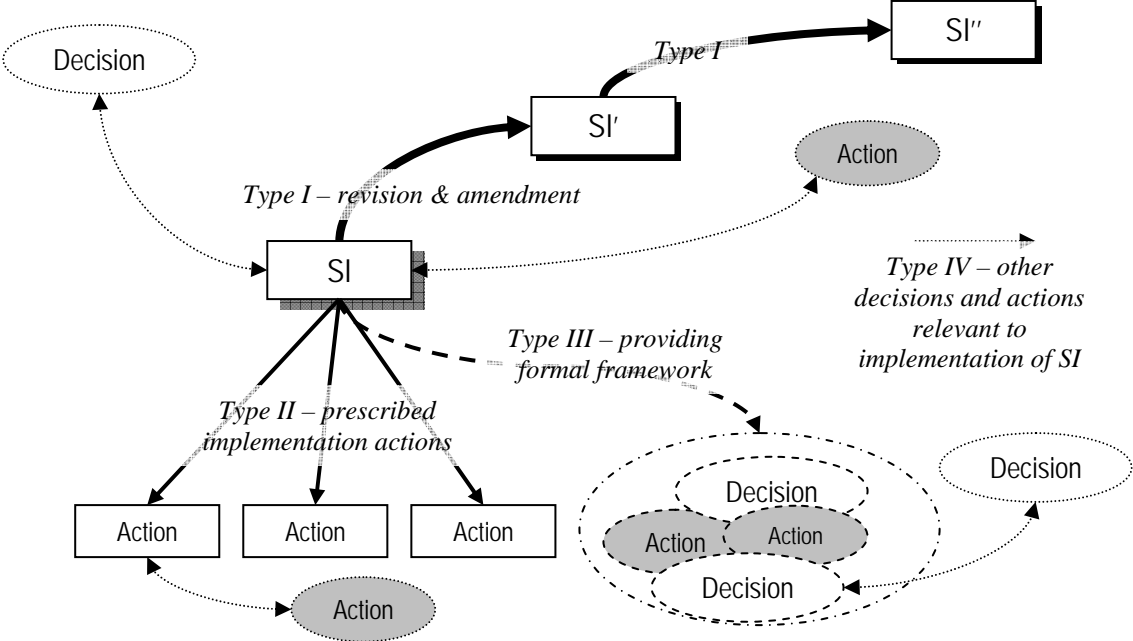 SI″
Type I
Decision
SI′
Action
Type I – revision & amendment
SI
Type IV – other
decisions and actions
relevant to
implementation of SI
Type III – providing
formal framework
Type II – prescribed
implementation actions
Decision
Decision
Action
Action
Action
Action
Action
Decision
Action